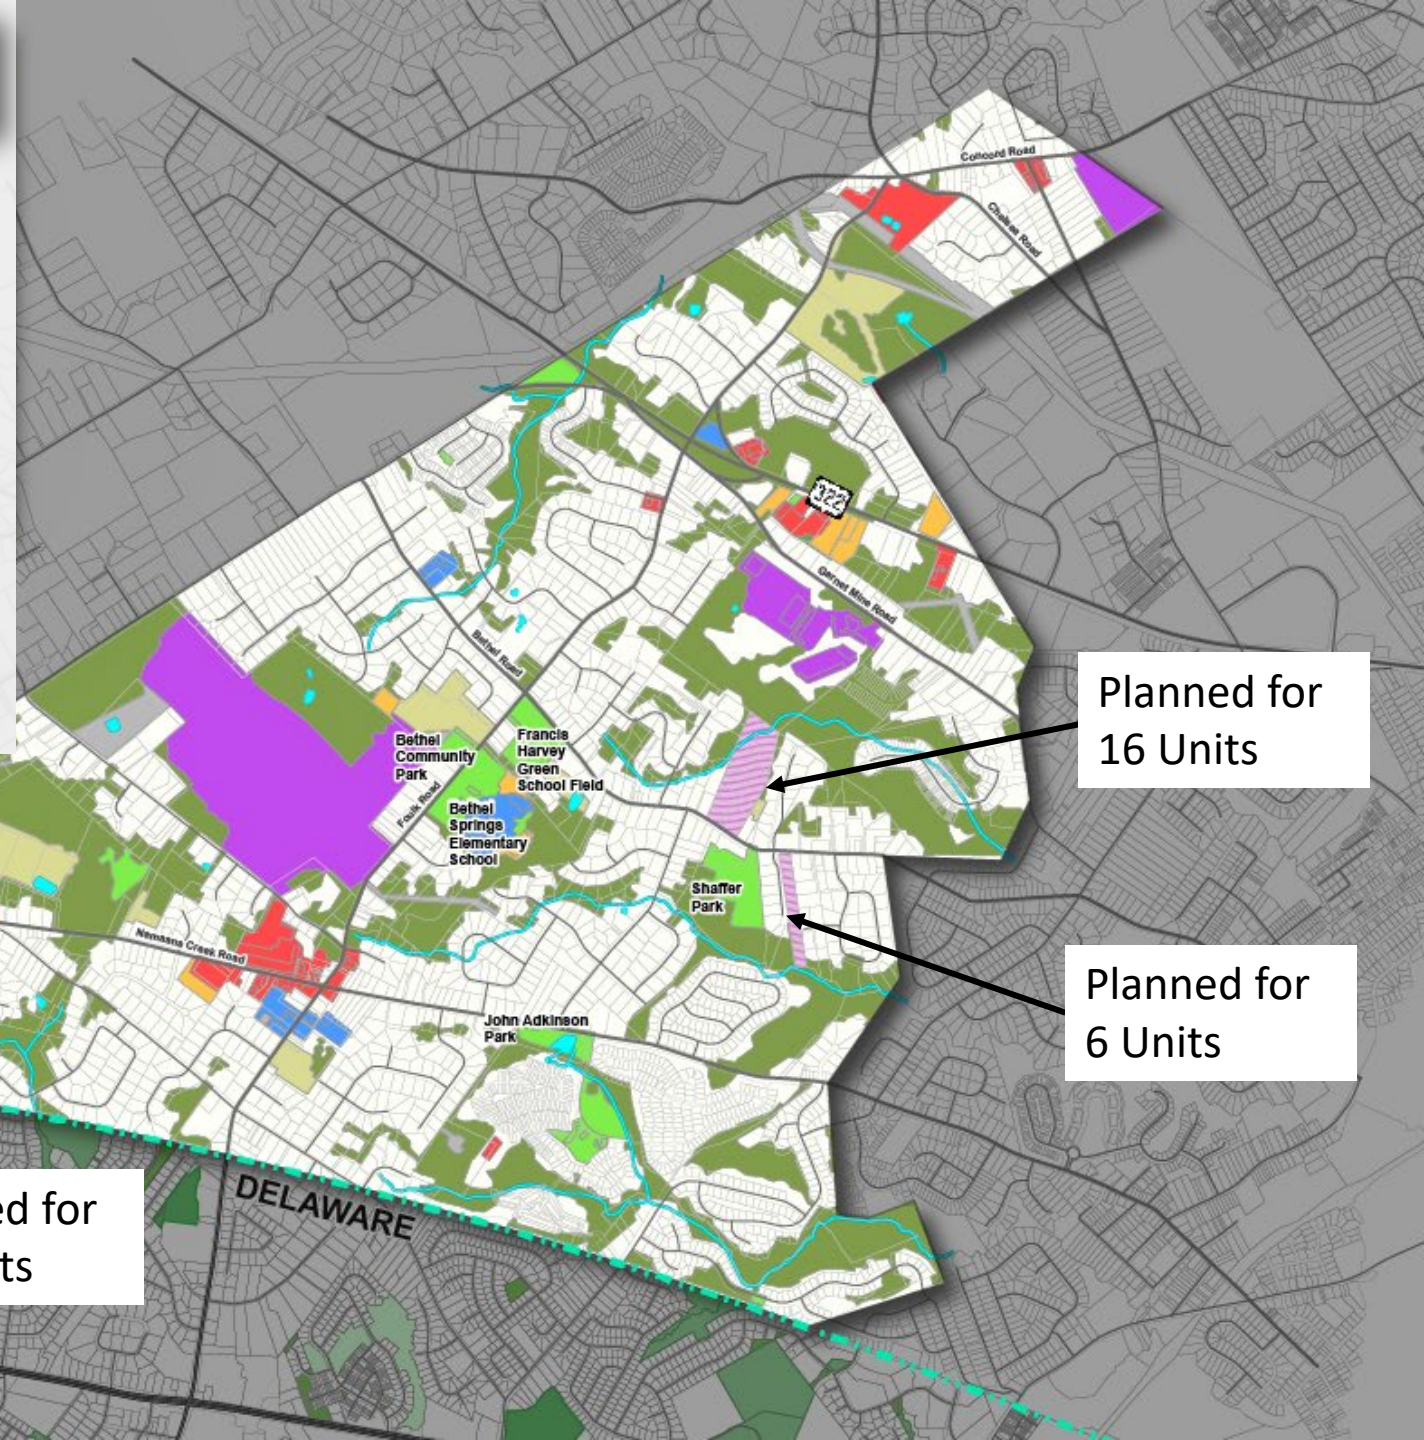 Concord Road
Chelsea Road
322
Garnet Mine Road
Bethel Road
Planned for
16 Units
Bethel
Community
Park
Francis
Harvey
Green
School Field
Foulk Road
Bethel
Springs
Elementary
School
Shaffer
Park
Namaana Creek Road
Planned for
6 Units
John Adkinson
Park
DELAWARE
ed for
ts